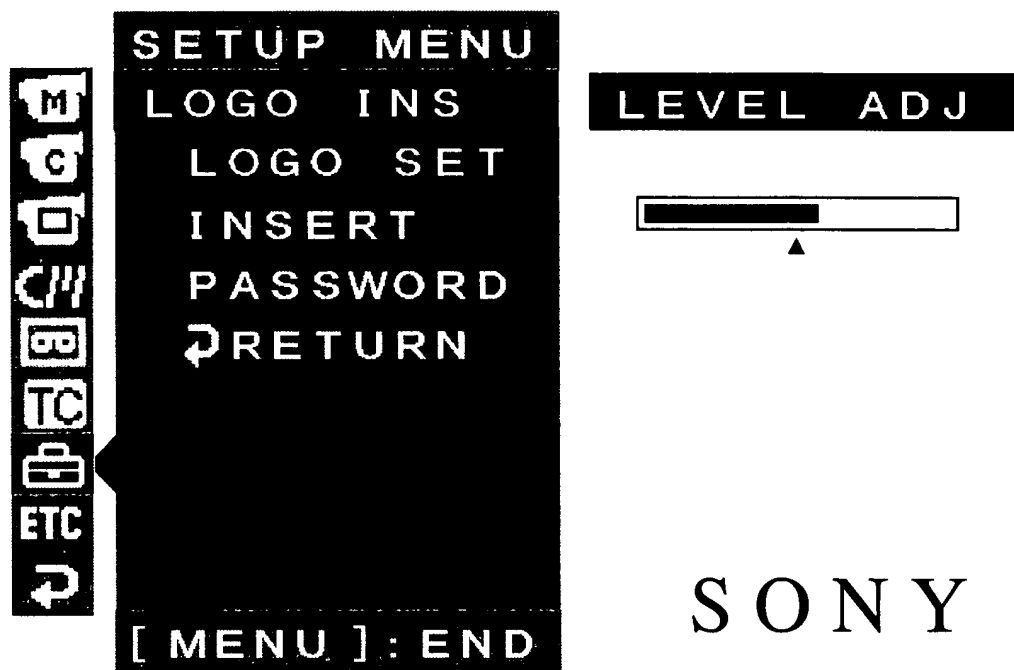 SETUP MENU
M
LOGO INS
LEVEL ADJ
C
LOGO SET
INSERT
PASSWORD
RETURN
TC
ETC
SONY
[ MENU ]:END